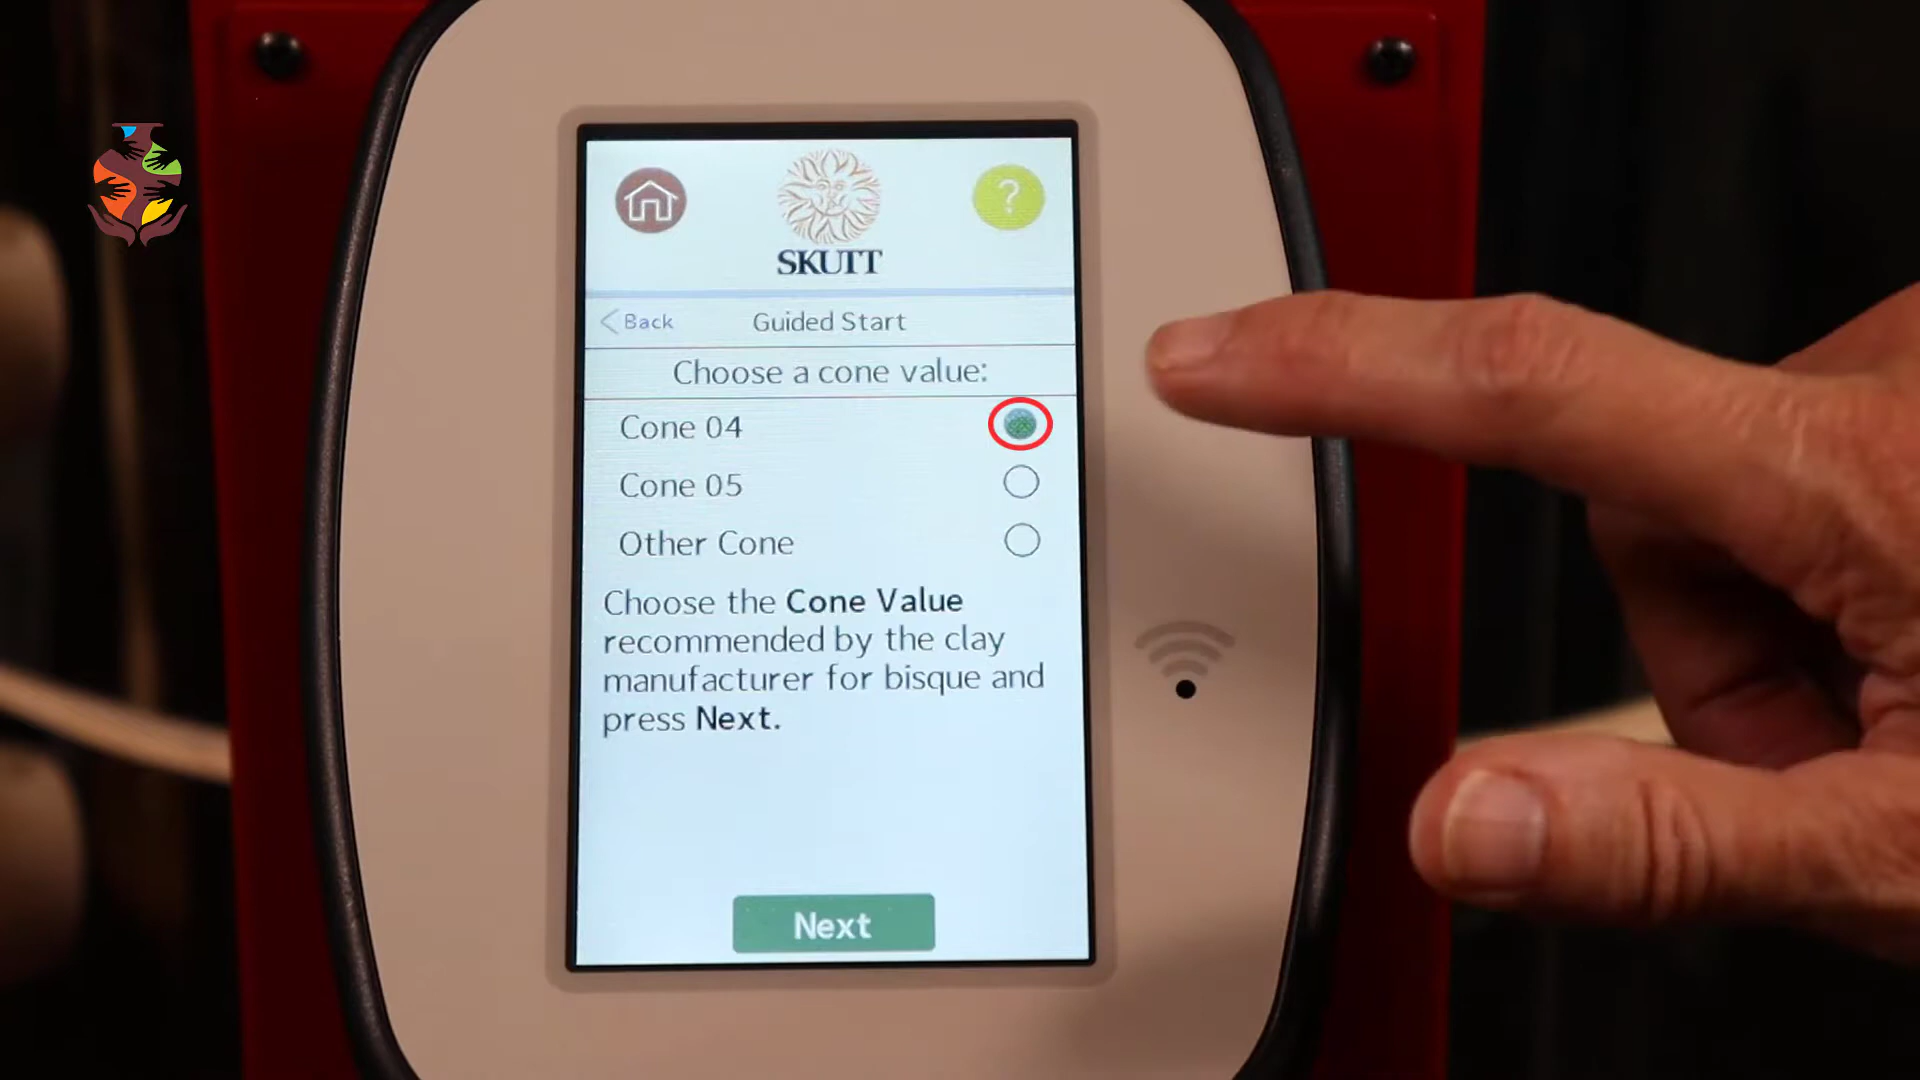 ?
SKUTT
Back
Guided Start
Choose a cone value:
Cone 04
Cone 05
Other Cone
Choose the Cone Value
recommended by the clay
manufacturer for bisque and
press Next.
Next